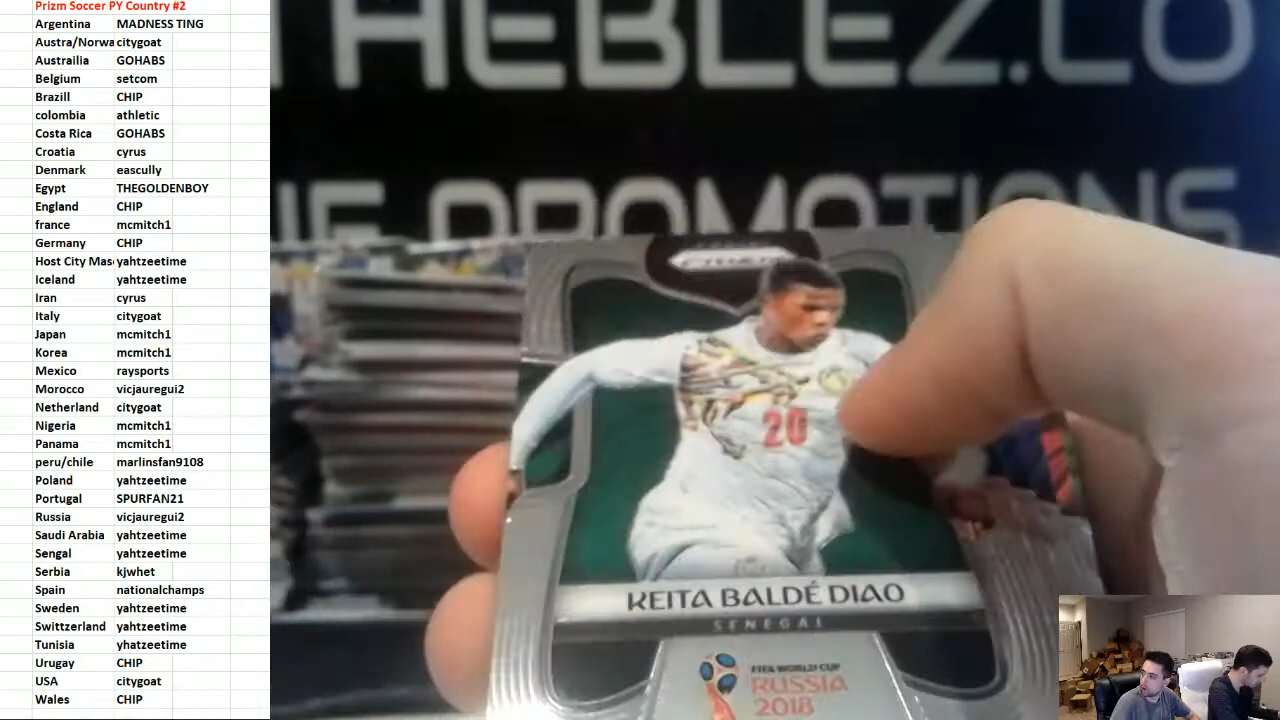 Prizm Soccer PY Country #2
Argentina MADNESS TING
Austra/Norwa citygoat
Austrailia GOHABS
Belgium setcom
Brazill CHIP
colombia athletic
Costa Rica GOHABS
Croatia cyrus
Denmark eascully
Egypt THEGOLDENBOY
England CHIP
france mcmitch1
Germany CHIP
Host City Mas yahtzeetime
Iceland yahtzeetime
Iran cyrus
Italy citygoat
Japan mcmitch1
Korea mcmitch1
Mexico raysports
Morocco vicjauregui2
Netherland citygoat
Nigeria mcmitch1
Panama mcmitch1
peru/chile marlinsfan9108
Poland yahtzeetime
Portugal SPURFAN21
Russia vicjauregui2
Saudi Arabia yahtzeetime
Sengal yahtzeetime
Serbia kjwhet
Spain nationalchamps
Sweden yahtzeetime
Swittzerland yahtzeetime
Tunisia yhatzeetime
Urugay CHIP
USA citygoat
Wales CHIP
THEBLEZ.CO
PROMOTIONS
20
KEITA BALDÉ DIAO
SENEGAL
FIFA WORLD CUP
RUSSIA
2018